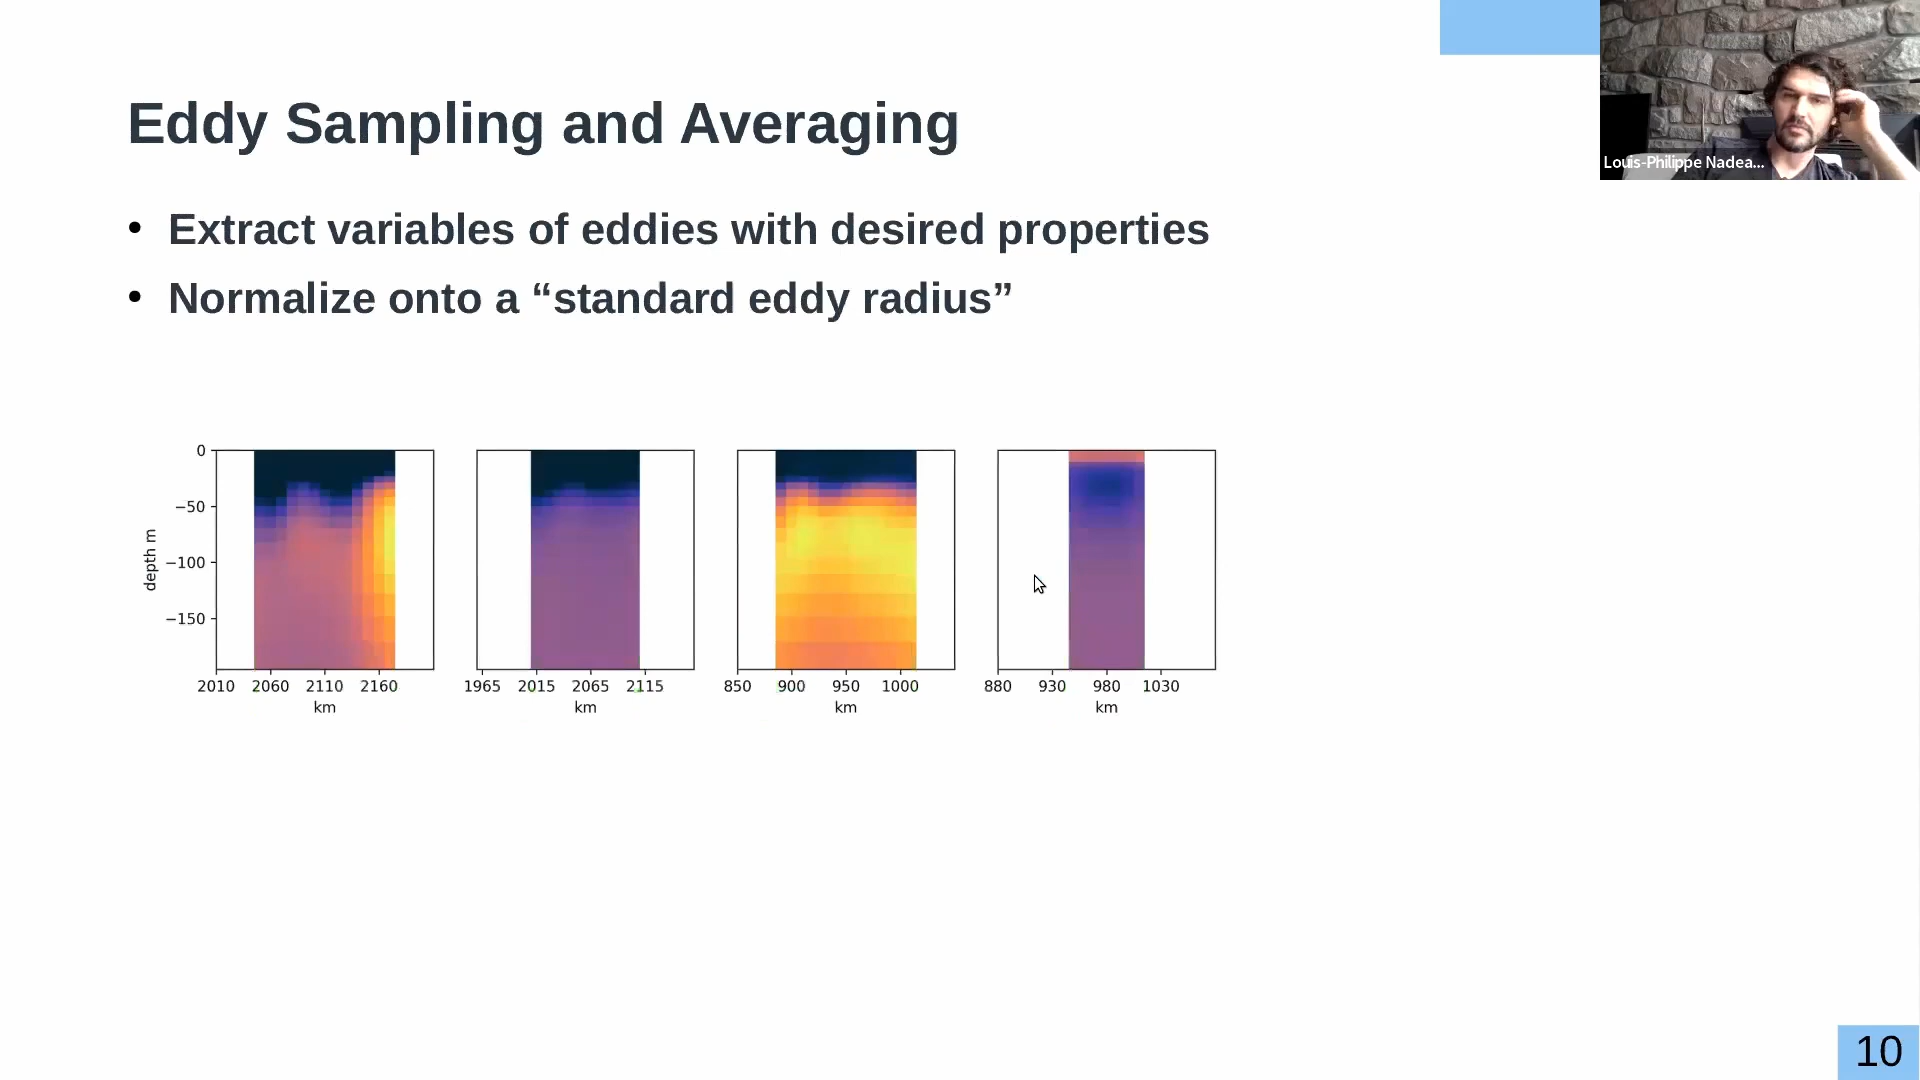 Eddy Sampling and Averaging
Louis-Philippe Nadea...
• Extract variables of eddies with desired properties
• Normalize onto a “standard eddy radius”
0
−50
−100
−150
depth m
2010 2060 2110 2160
km
1965 2015 2065 2115
km
850 900 950 1000
km
880 930 980 1030
km
10